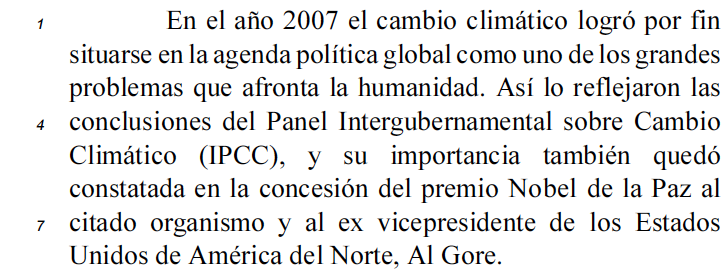 1 En el año 2007 el cambio climático logró por fin
situarse en la agenda política global como uno de los grandes
problemas que afronta la humanidad. Así lo reflejaron las
4 conclusiones del Panel Intergubernamental sobre Cambio
Climático (IPCC), y su importancia también quedó
constatada en la concesión del premio Nobel de la Paz al
7 citado organismo y al ex vicepresidente de los Estados
Unidos de América del Norte, Al Gore.